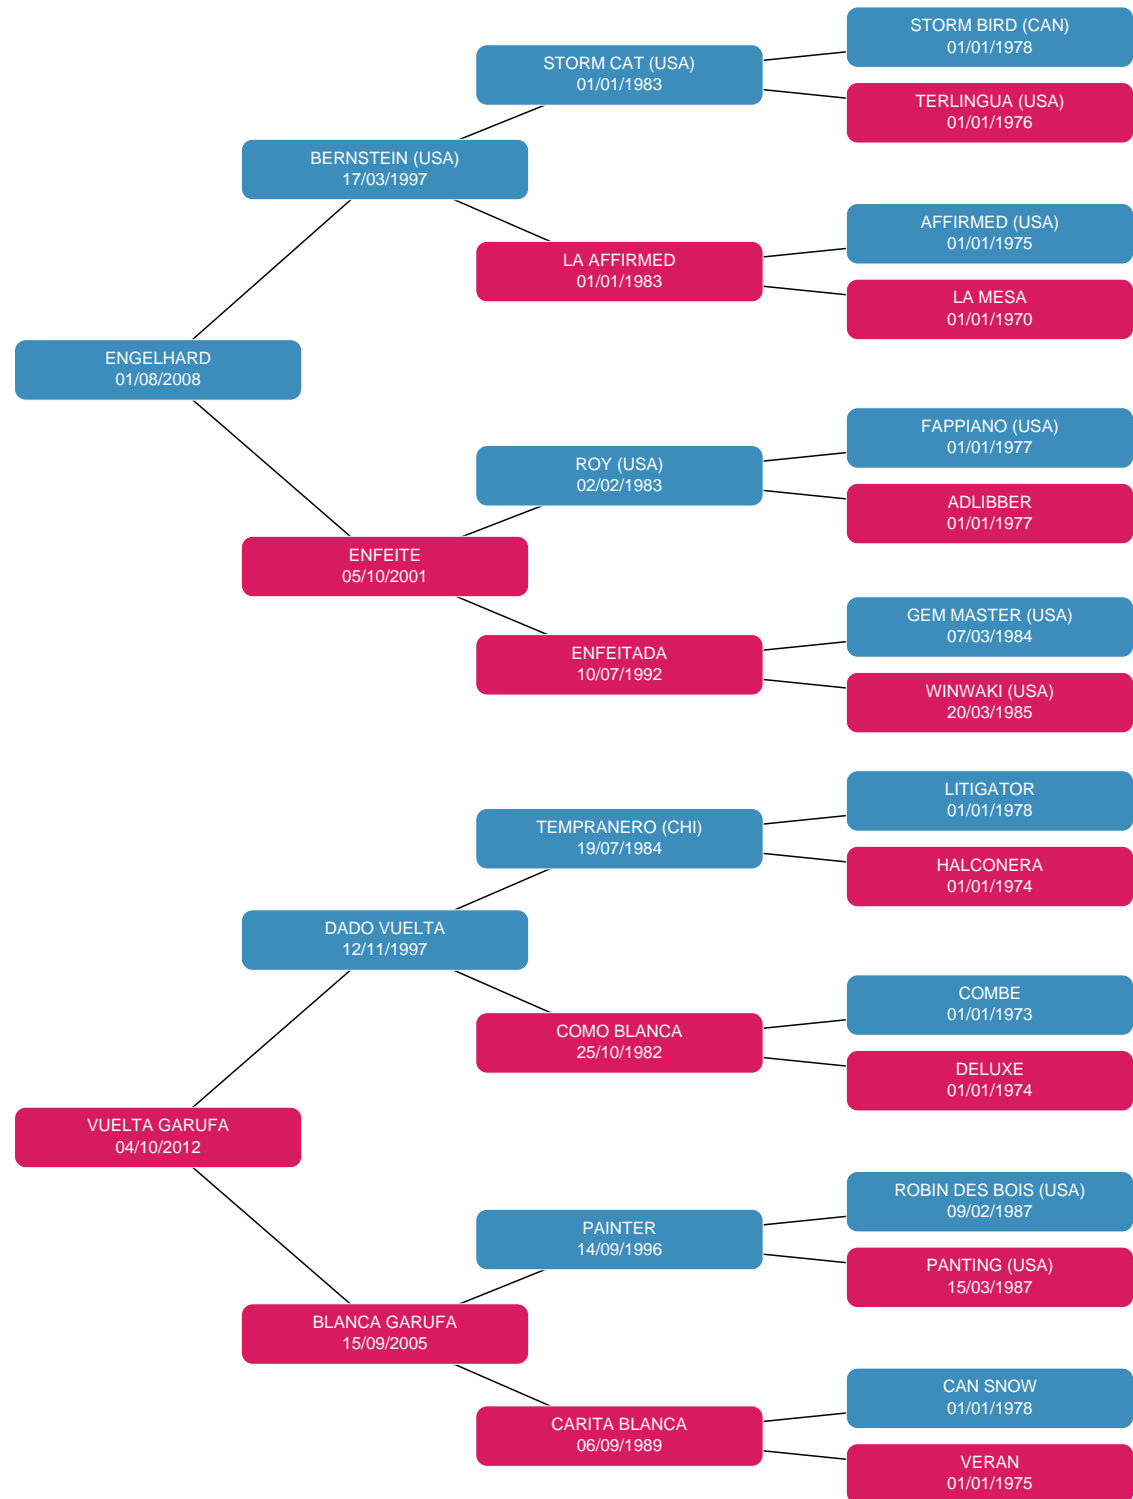 STORM BIRD (CAN)
01/01/1978
STORM CAT (USA)
01/01/1983
TERLINGUA (USA)
01/01/1976
BERNSTEIN (USA)
17/03/1997
AFFIRMED (USA)
01/01/1975
LA AFFIRMED
01/01/1983
LA MESA
01/01/1970
ENGELHARD
01/08/2008
FAPPIANO (USA)
01/01/1977
ROY (USA)
02/02/1983
ADLIBBER
01/01/1977
ENFEITE
05/10/2001
GEM MASTER (USA)
07/03/1984
ENFEITADA
10/07/1992
WINWAKI (USA)
20/03/1985
LITIGATOR
01/01/1978
TEMPRANERO (CHI)
19/07/1984
HALCONERA
01/01/1974
DADO VUELTA
12/11/1997
COMBE
01/01/1973
COMO BLANCA
25/10/1982
DELUXE
01/01/1974
VUELTA GARUFA
04/10/2012
ROBIN DES BOIS (USA)
09/02/1987
PAINTER
14/09/1996
PANTING (USA)
15/03/1987
BLANCA GARUFA
15/09/2005
CAN SNOW
01/01/1978
CARITA BLANCA
06/09/1989
VERAN
01/01/1975